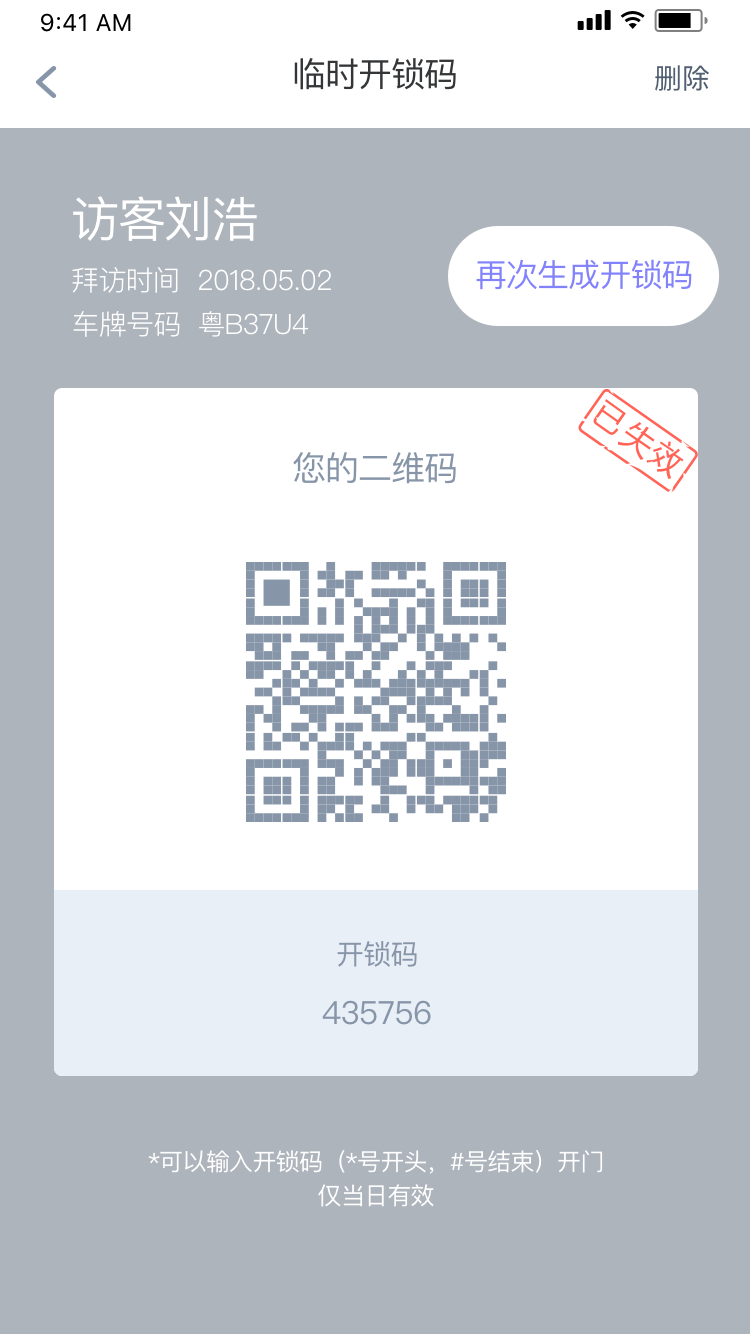 9:41 AM
临时开锁码
删除
访客刘浩
拜访时间 2018.05.02
车牌号码 粤B37U4
再次生成开锁码
已失效
您的二维码
开锁码
435756
*可以输入开锁码（*号开头，#号结束）开门
仅当日有效